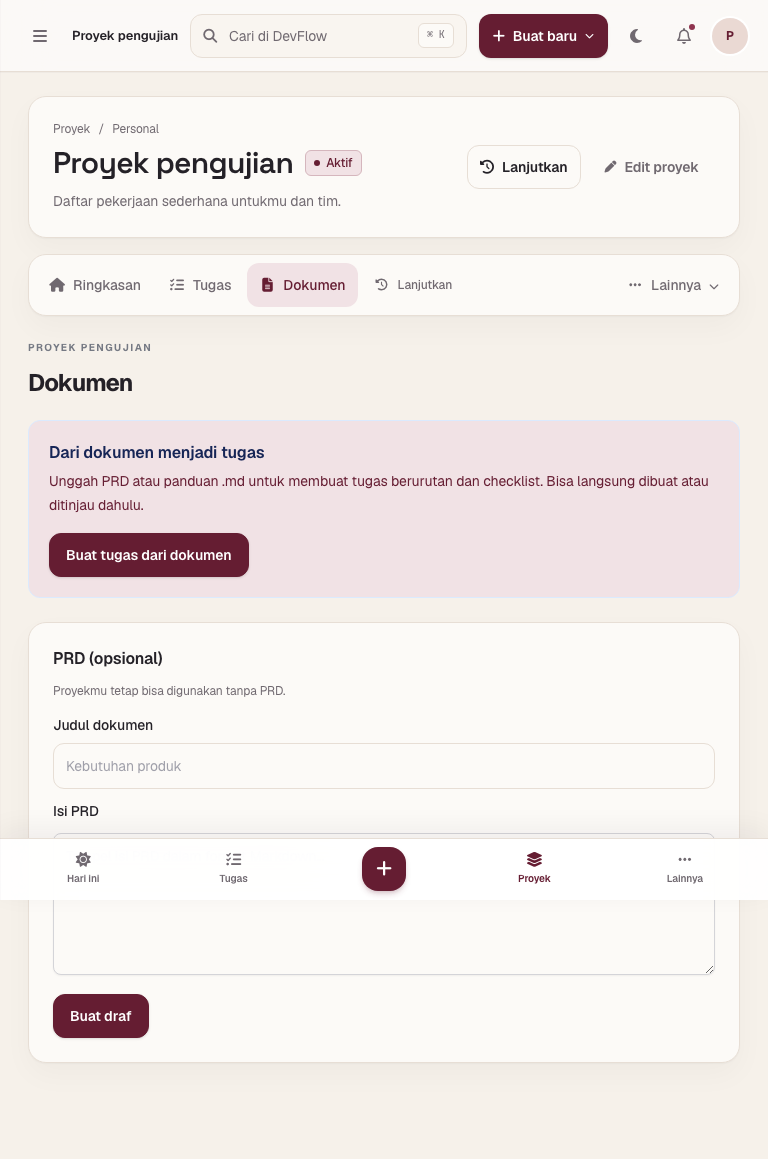 Proyek pengujian
Cari di DevFlow
⌘ K
Buat baru
P
Proyek / Personal
Proyek pengujian
Aktif
Daftar pekerjaan sederhana untukmu dan tim.
Lanjutkan
Edit proyek
Ringkasan
Tugas
Dokumen
Lanjutkan
Lainnya
PROYEK PENGUJIAN
Dokumen
Dari dokumen menjadi tugas
Unggah PRD atau panduan .md untuk membuat tugas berurutan dan checklist. Bisa langsung dibuat atau
ditinjau dahulu.
Buat tugas dari dokumen
PRD (opsional)
Proyekmu tetap bisa digunakan tanpa PRD.
Judul dokumen
Kebutuhan produk
Isi PRD
Hari ini
Tugas
Proyek
Lainnya
Buat draf